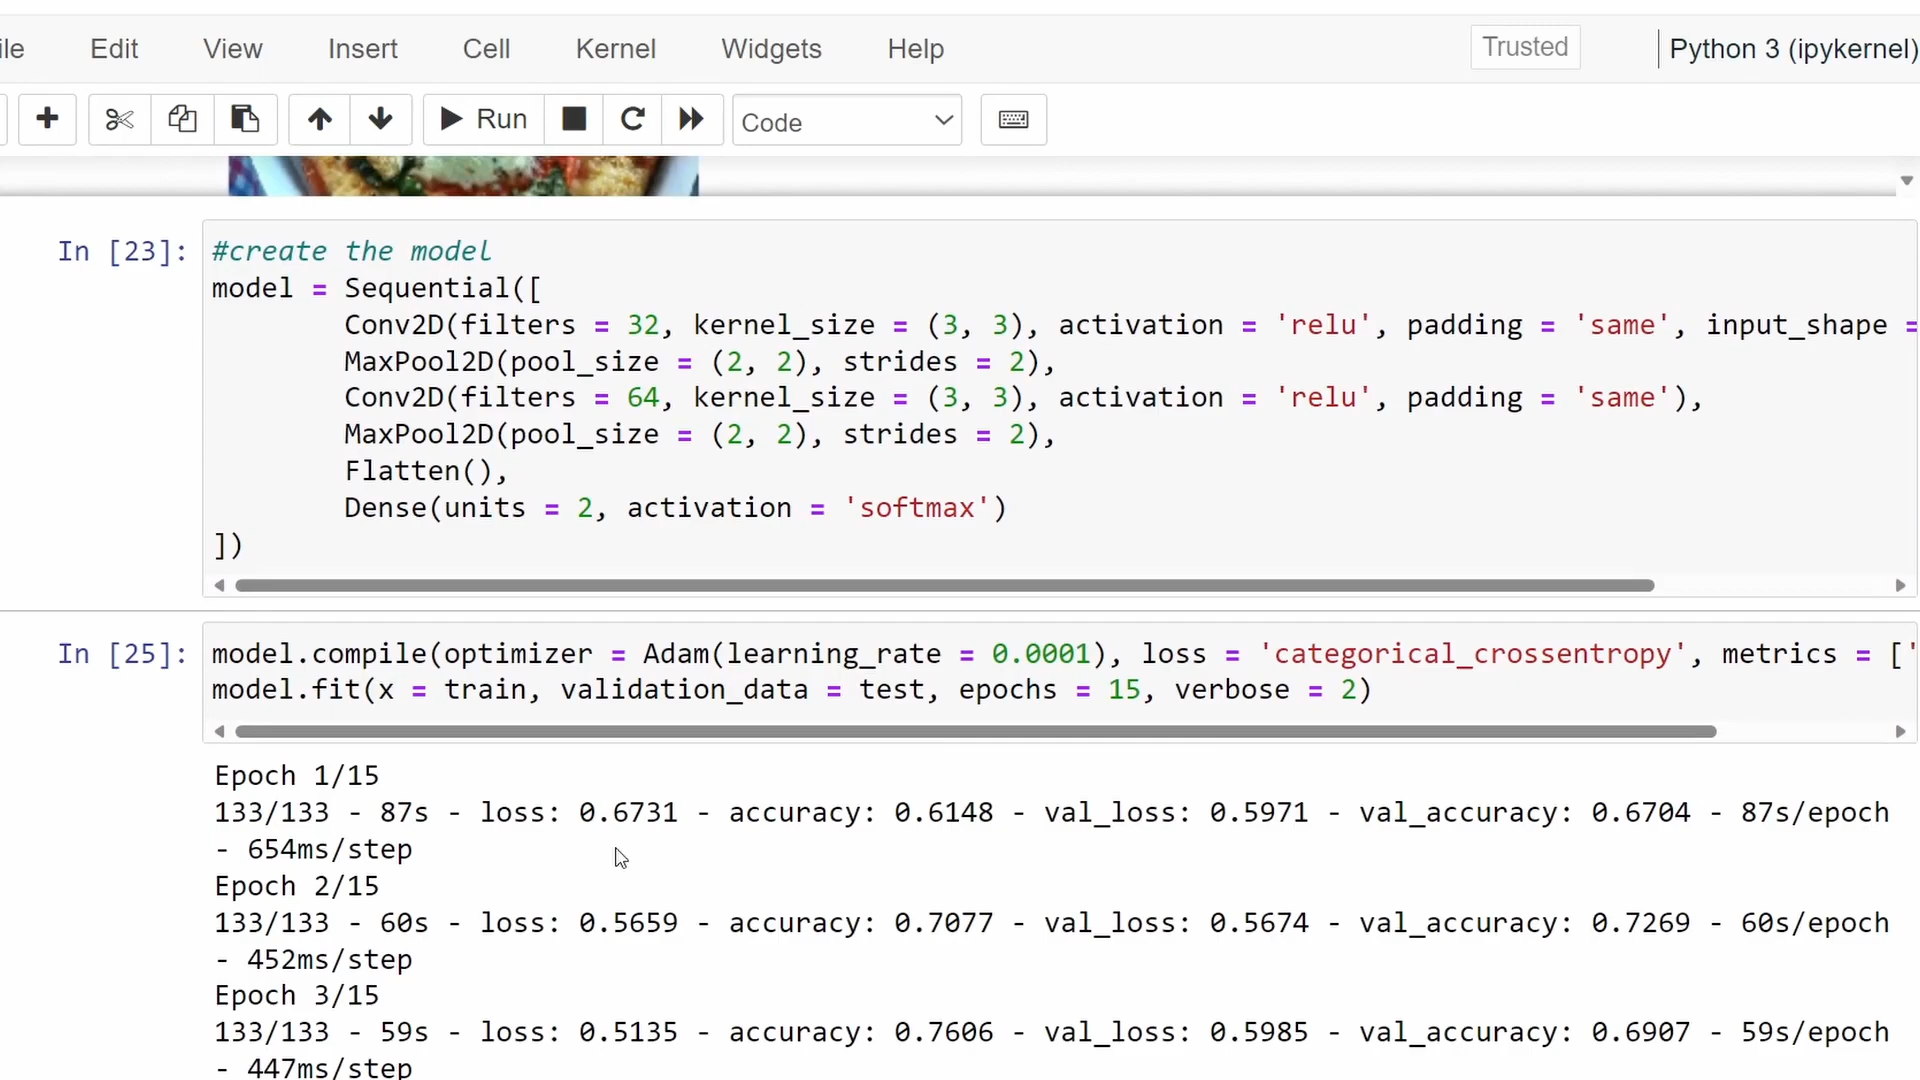 ile Edit View Insert Cell Kernel Widgets Help Trusted Python 3 (ipykernel)
Run Code
In [23]: #create the model
model = Sequential([
Conv2D(filters = 32, kernel_size = (3, 3), activation = 'relu', padding = 'same', input_shape =
MaxPool2D(pool_size = (2, 2), strides = 2),
Conv2D(filters = 64, kernel_size = (3, 3), activation = 'relu', padding = 'same'),
MaxPool2D(pool_size = (2, 2), strides = 2),
Flatten(),
Dense(units = 2, activation = 'softmax')
])
In [25]: model.compile(optimizer = Adam(learning_rate = 0.0001), loss = 'categorical_crossentropy', metrics = ['
model.fit(x = train, validation_data = test, epochs = 15, verbose = 2)
Epoch 1/15
133/133 - 87s - loss: 0.6731 - accuracy: 0.6148 - val_loss: 0.5971 - val_accuracy: 0.6704 - 87s/epoch
- 654ms/step
Epoch 2/15
133/133 - 60s - loss: 0.5659 - accuracy: 0.7077 - val_loss: 0.5674 - val_accuracy: 0.7269 - 60s/epoch
- 452ms/step
Epoch 3/15
133/133 - 59s - loss: 0.5135 - accuracy: 0.7606 - val_loss: 0.5985 - val_accuracy: 0.6907 - 59s/epoch
- 447ms/step